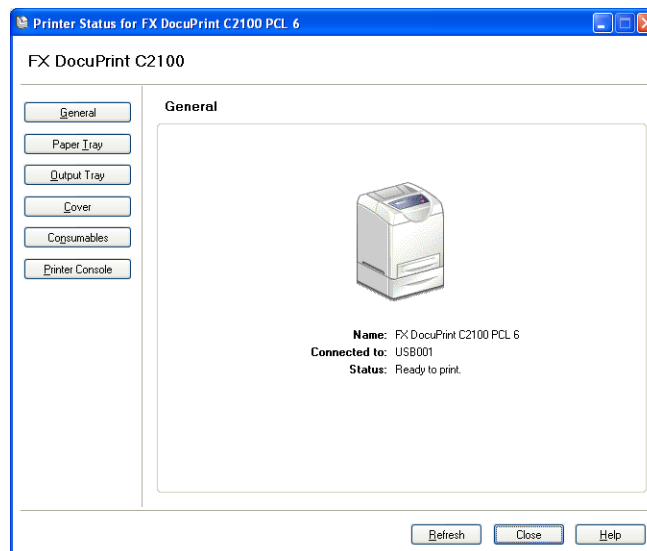 Printer Status for FX DocuPrint C2100 PCL 6
FX DocuPrint C2100
General
Paper Tray
Output Tray
Cover
Consumables
Printer Console
General
Name: FX DocuPrint C2100 PCL 6
Connected to: USB001
Status: Ready to print.
Refresh
Close
Help